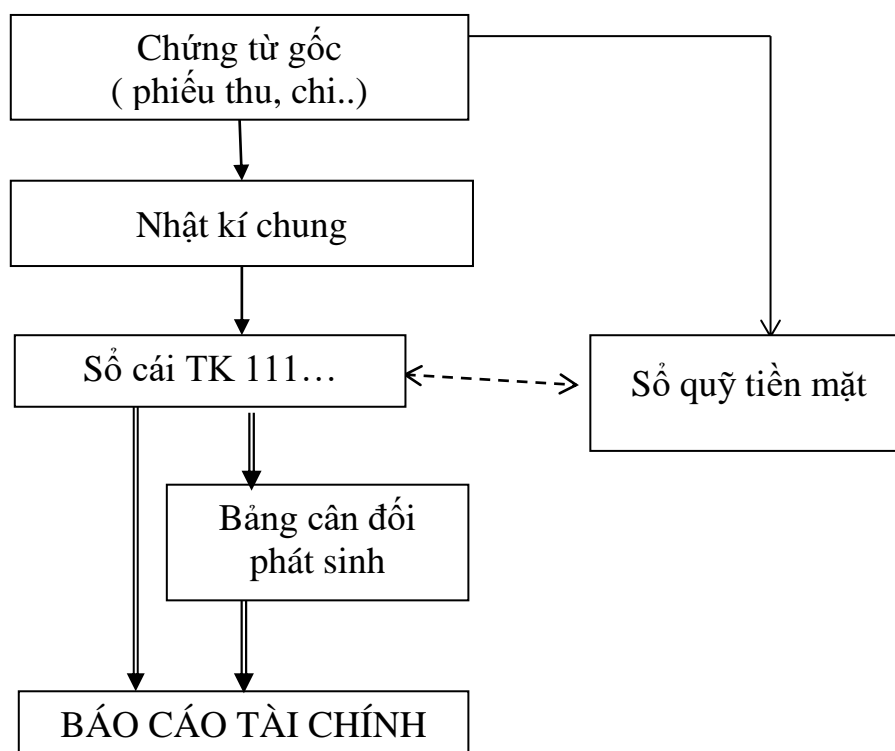 Chứng từ gốc
( phiếu thu, chi..)
Nhật kí chung
Sổ cái TK 111…
Sổ quỹ tiền mặt
Bảng cân đối
phát sinh
BÁO CÁO TÀI CHÍNH